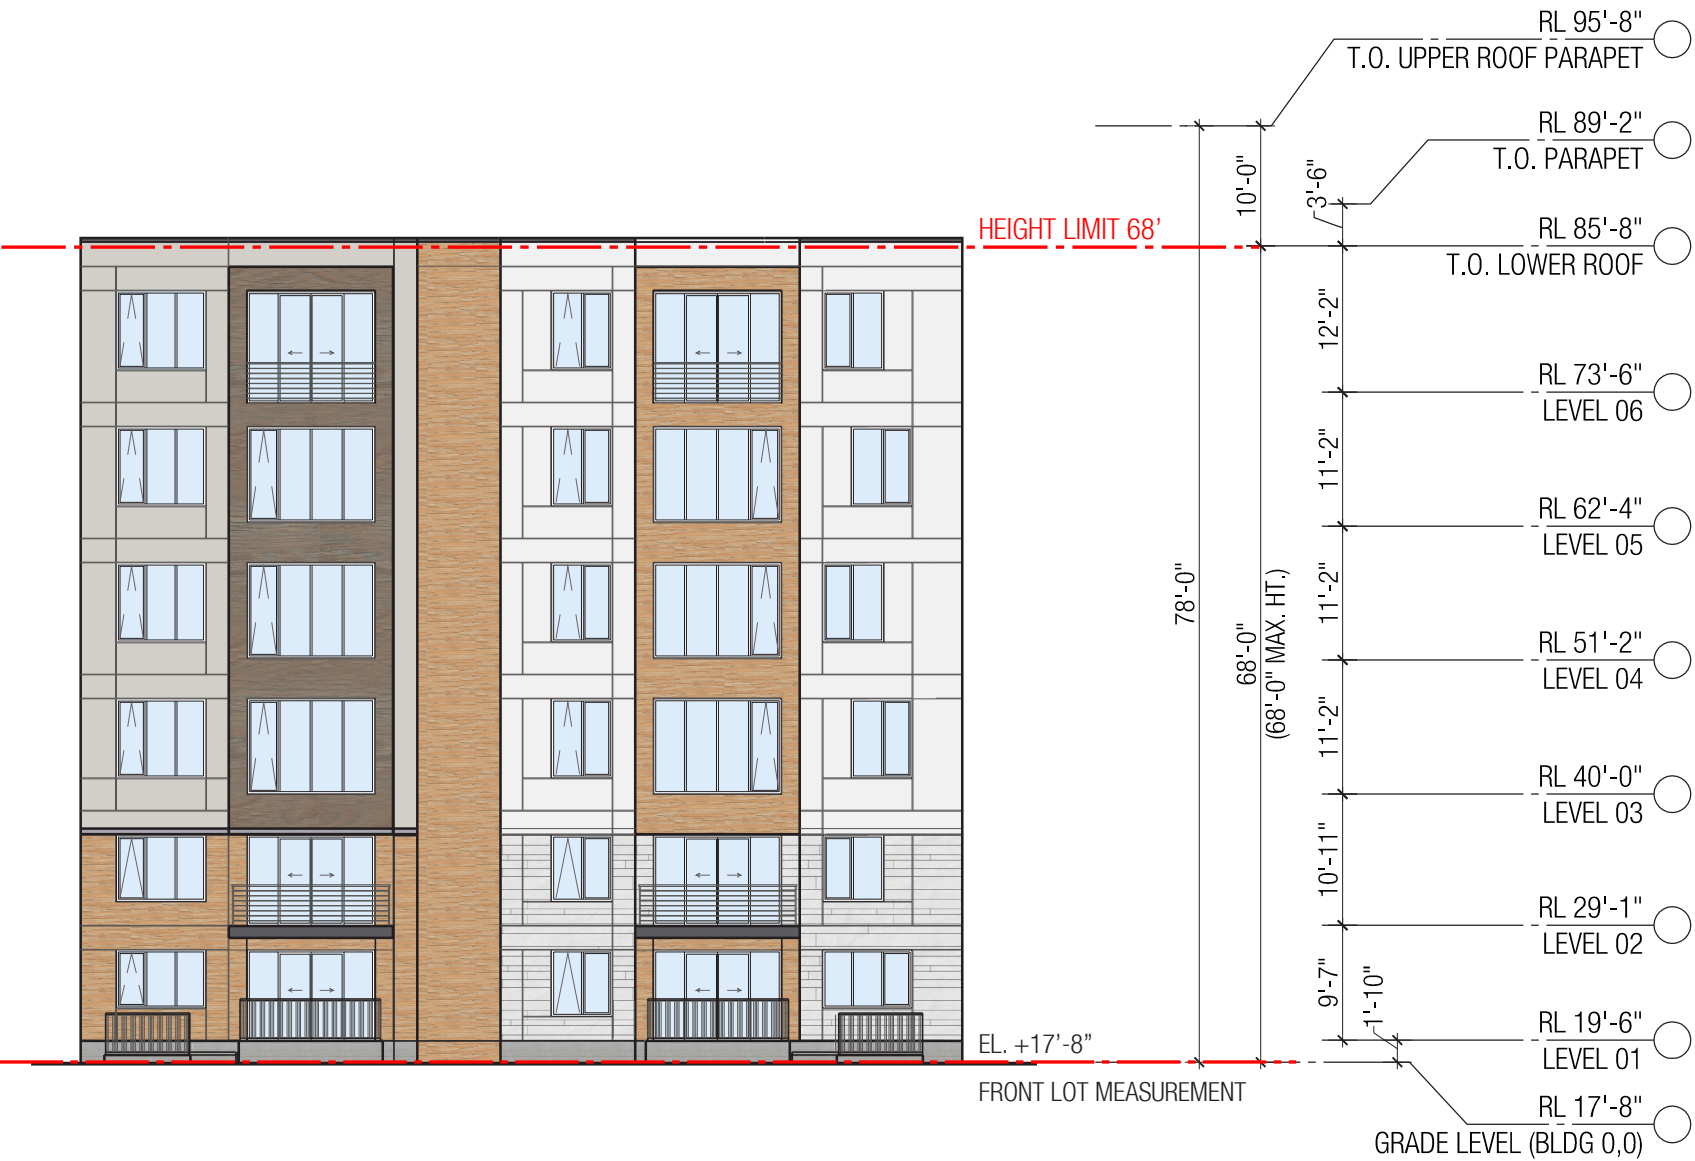 RL 95'-8"
T.O. UPPER ROOF PARAPET
RL 89'-2"
T.O. PARAPET
10'-0"
3'-6"
HEIGHT LIMIT 68'
RL 85'-8"
T.O. LOWER ROOF
12'-2"
RL 73'-6"
LEVEL 06
11'-2"
RL 62'-4"
LEVEL 05
78'-0"
68'-0"
(68'-0" MAX. HT.)
11'-2"
RL 51'-2"
LEVEL 04
11'-2"
RL 40'-0"
LEVEL 03
10'-11"
RL 29'-1"
LEVEL 02
9'-7"
1'-10"
RL 19'-6"
LEVEL 01
EL. +17'-8"
FRONT LOT MEASUREMENT
RL 17'-8"
GRADE LEVEL (BLDG 0,0)